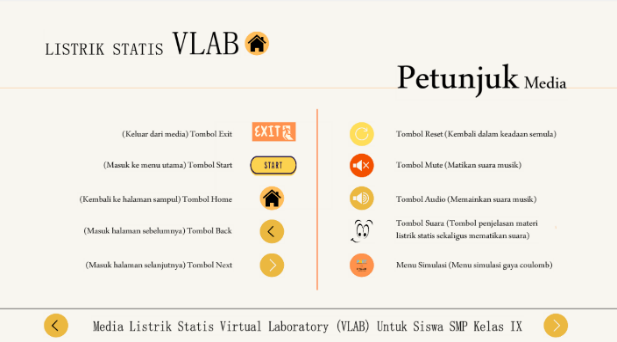 LISTRIK STATIS VLAB
Petunjuk Media
(Keluar dari media) Tombol Exit
EXIT
(Masuk ke menu utama) Tombol Start
START
(Kembali ke halaman sampul) Tombol Home
(Masuk halaman sebelumnya) Tombol Back
(Masuk halaman selanjutnya) Tombol Next
Tombol Reset (Kembali dalam keadaan semula)
Tombol Mute (Matikan suara musik)
Tombol Audio (Memainkan suara musik)
Tombol Suara (Tombol penjelasan materi
listrik statis sekaligus mematikan suara)
Menu Simulasi (Menu simulasi gaya coulomb)
Media Listrik Statis Virtual Laboratory (VLAB) Untuk Siswa SMP Kelas IX